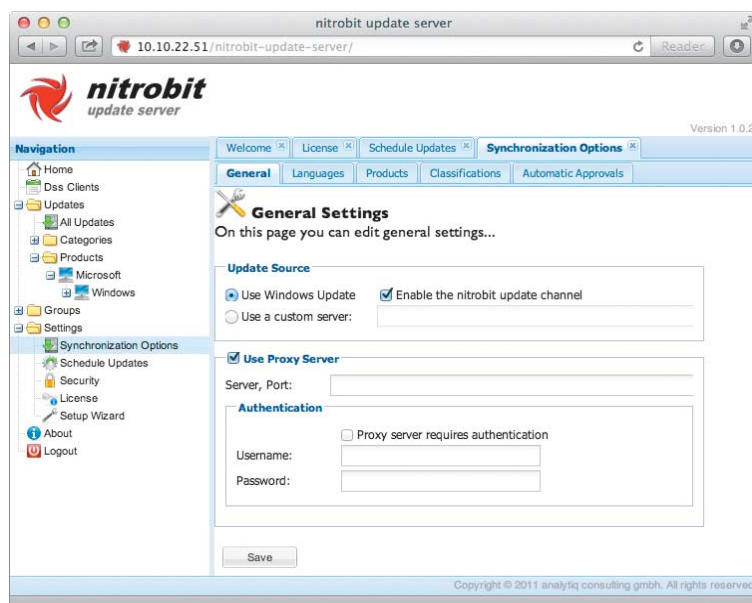 nitrobit update server
10.10.22.51/nitrobit-update-server/
Reader
nitrobit
update server
Version 1.0.2
Navigation
Home
Dss Clients
Updates
All Updates
Categories
Products
Microsoft
Windows
Groups
Settings
Synchronization Options
Schedule Updates
Security
License
Setup Wizard
About
Logout
Welcome
License
Schedule Updates
Synchronization Options
General
Languages
Products
Classifications
Automatic Approvals
General Settings
On this page you can edit general settings...
Update Source
Use Windows Update
Enable the nitrobit update channel
Use a custom server:
Use Proxy Server
Server, Port:
Authentication
Proxy server requires authentication
Username:
Password:
Save
Copyright © 2011 analytiq consulting gmbh. All rights reserved